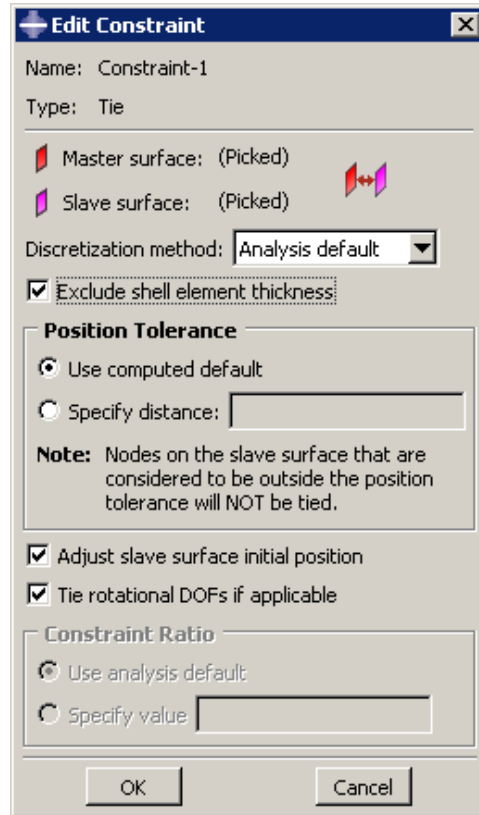 Edit Constraint
Name: Constraint-1
Type: Tie
Master surface: (Picked)
Slave surface: (Picked)
Discretization method: Analysis default
Exclude shell element thickness
Position Tolerance
Use computed default
Specify distance:
Note: Nodes on the slave surface that are
considered to be outside the position
tolerance will NOT be tied.
Adjust slave surface initial position
Tie rotational DOFs if applicable
Constraint Ratio
Use analysis default
Specify value
OK Cancel